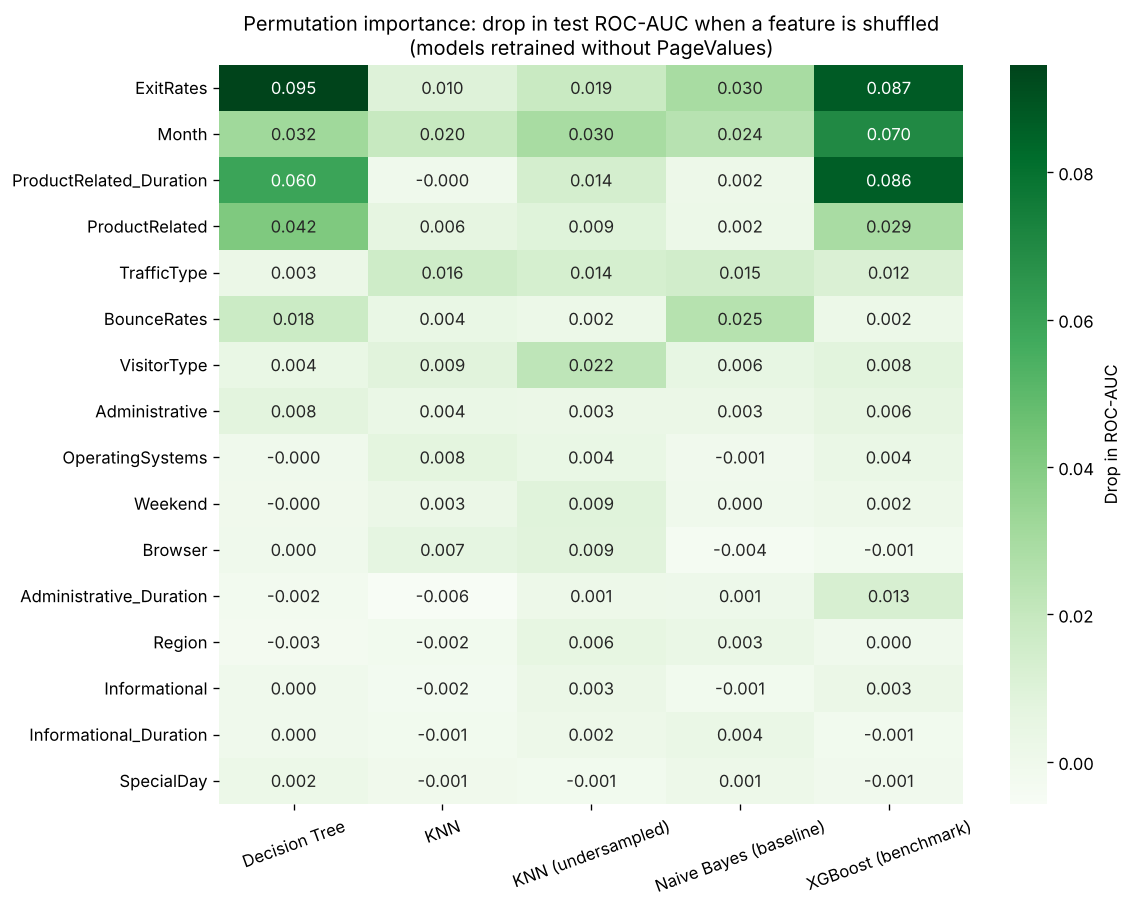 Permutation importance: drop in test ROC-AUC when a feature is shuffled
(models retrained without PageValues)
ExitRates 0.095 0.010 0.019 0.030 0.087
Month 0.032 0.020 0.030 0.024 0.070
ProductRelated_Duration 0.060 -0.000 0.014 0.002 0.086
ProductRelated 0.042 0.006 0.009 0.002 0.029
TrafficType 0.003 0.016 0.014 0.015 0.012
BounceRates 0.018 0.004 0.002 0.025 0.002
VisitorType 0.004 0.009 0.022 0.006 0.008
Administrative 0.008 0.004 0.003 0.003 0.006
OperatingSystems -0.000 0.008 0.004 -0.001 0.004
Weekend -0.000 0.003 0.009 0.000 0.002
Browser 0.000 0.007 0.009 -0.004 -0.001
Administrative_Duration -0.002 -0.006 0.001 0.001 0.013
Region -0.003 -0.002 0.006 0.003 0.000
Informational 0.000 -0.002 0.003 -0.001 0.003
Informational_Duration 0.000 -0.001 0.002 0.004 -0.001
SpecialDay 0.002 -0.001 -0.001 0.001 -0.001
Decision Tree KNN KNN (undersampled) Naive Bayes (baseline) XGBoost (benchmark)
0.08
0.06
0.04
0.02
0.00
Drop in ROC-AUC